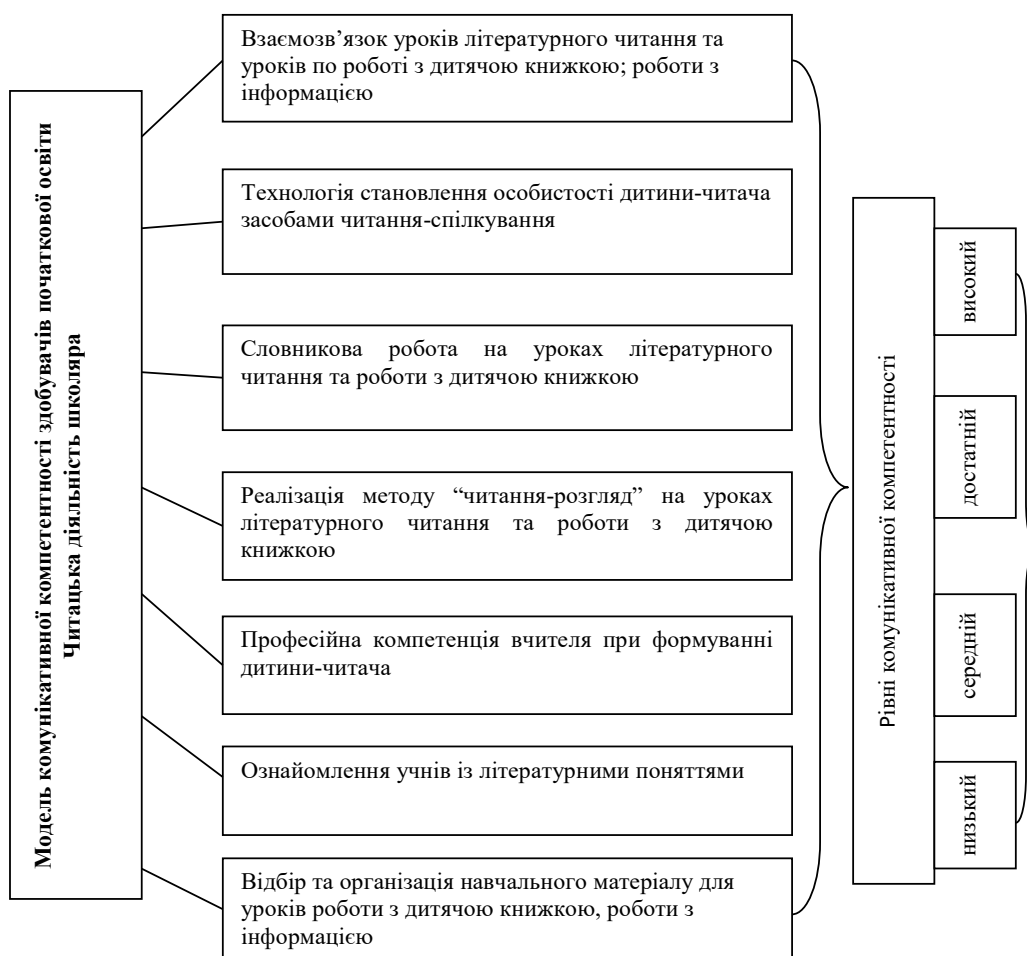 Модель комунікативної компетентності здобувачів початкової освіти
Читацька діяльність школяра
Взаємозв’язок уроків літературного читання та
уроків по роботі з дитячою книжкою; роботи з
інформацією
Технологія становлення особистості дитини-читача
засобами читання-спілкування
Словникова робота на уроках літературного
читання та роботи з дитячою книжкою
Реалізація методу “читання-розгляд” на уроках
літературного читання та роботи з дитячою
книжкою
Професійна компетенція вчителя при формуванні
дитини-читача
Ознайомлення учнів із літературними поняттями
Відбір та організація навчального матеріалу для
уроків роботи з дитячою книжкою, роботи з
інформацією
Рівні комунікативної компетентності
високий
достатній
середній
низький